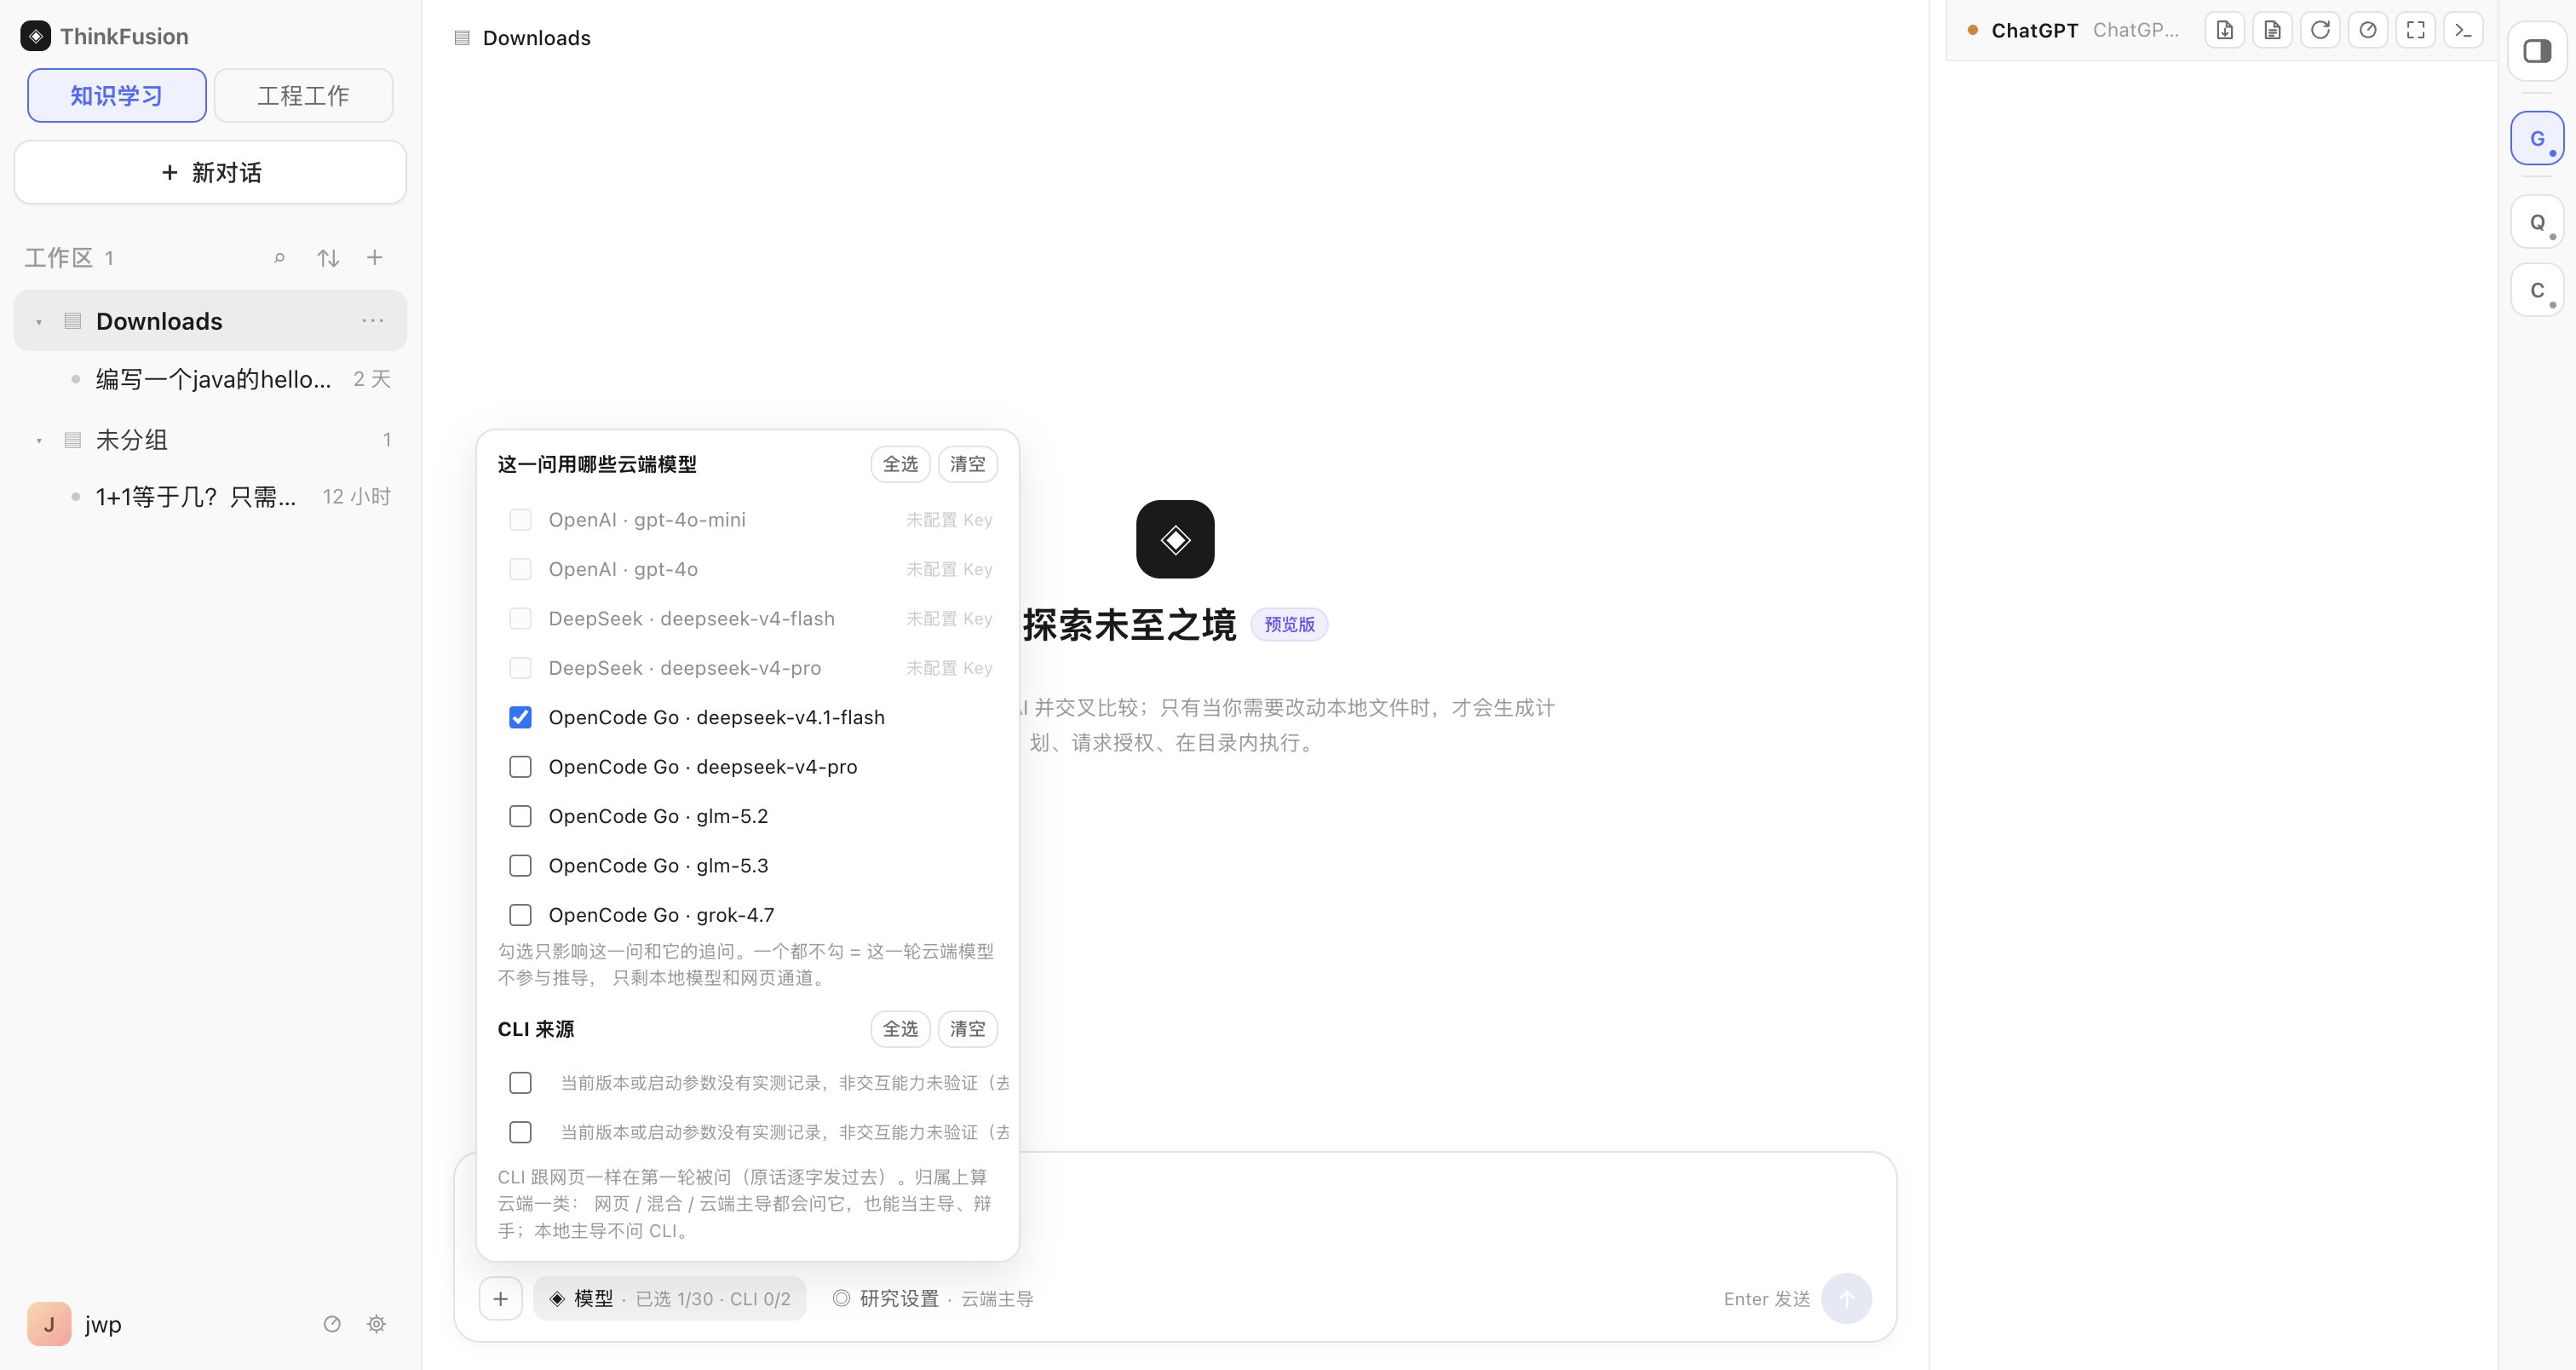 ThinkFusion
知识学习
工程工作
+ 新对话
工作区 1
Downloads
编写一个java的hello... 2 天
未分组 1
1+1等于几？只需... 12 小时
J jwp
Downloads
这一问用哪些云端模型 全选 清空
OpenAI · gpt-4o-mini 未配置 Key
OpenAI · gpt-4o 未配置 Key
DeepSeek · deepseek-v4-flash 未配置 Key
DeepSeek · deepseek-v4-pro 未配置 Key
OpenCode Go · deepseek-v4.1-flash
OpenCode Go · deepseek-v4-pro
OpenCode Go · glm-5.2
OpenCode Go · glm-5.3
OpenCode Go · grok-4.7
勾选只影响这一问和它的追问。一个都不勾 = 这一轮云端模型
不参与推导， 只剩本地模型和网页通道。
CLI 来源 全选 清空
当前版本或启动参数没有实测记录，非交互能力未验证（去
当前版本或启动参数没有实测记录，非交互能力未验证（去
CLI 跟网页一样在第一轮被问（原话逐字发过去）。归属上算
云端一类： 网页 / 混合 / 云端主导都会问它，也能当主导、辩
手；本地主导不问 CLI。
探索未至之境 预览版
并交叉比较；只有当你需要改动本地文件时，才会生成计
划、请求授权、在目录内执行。
+ 模型 · 已选 1/30 · CLI 0/2 研究设置 · 云端主导 Enter 发送
ChatGPT ChatGP...
G
Q
C